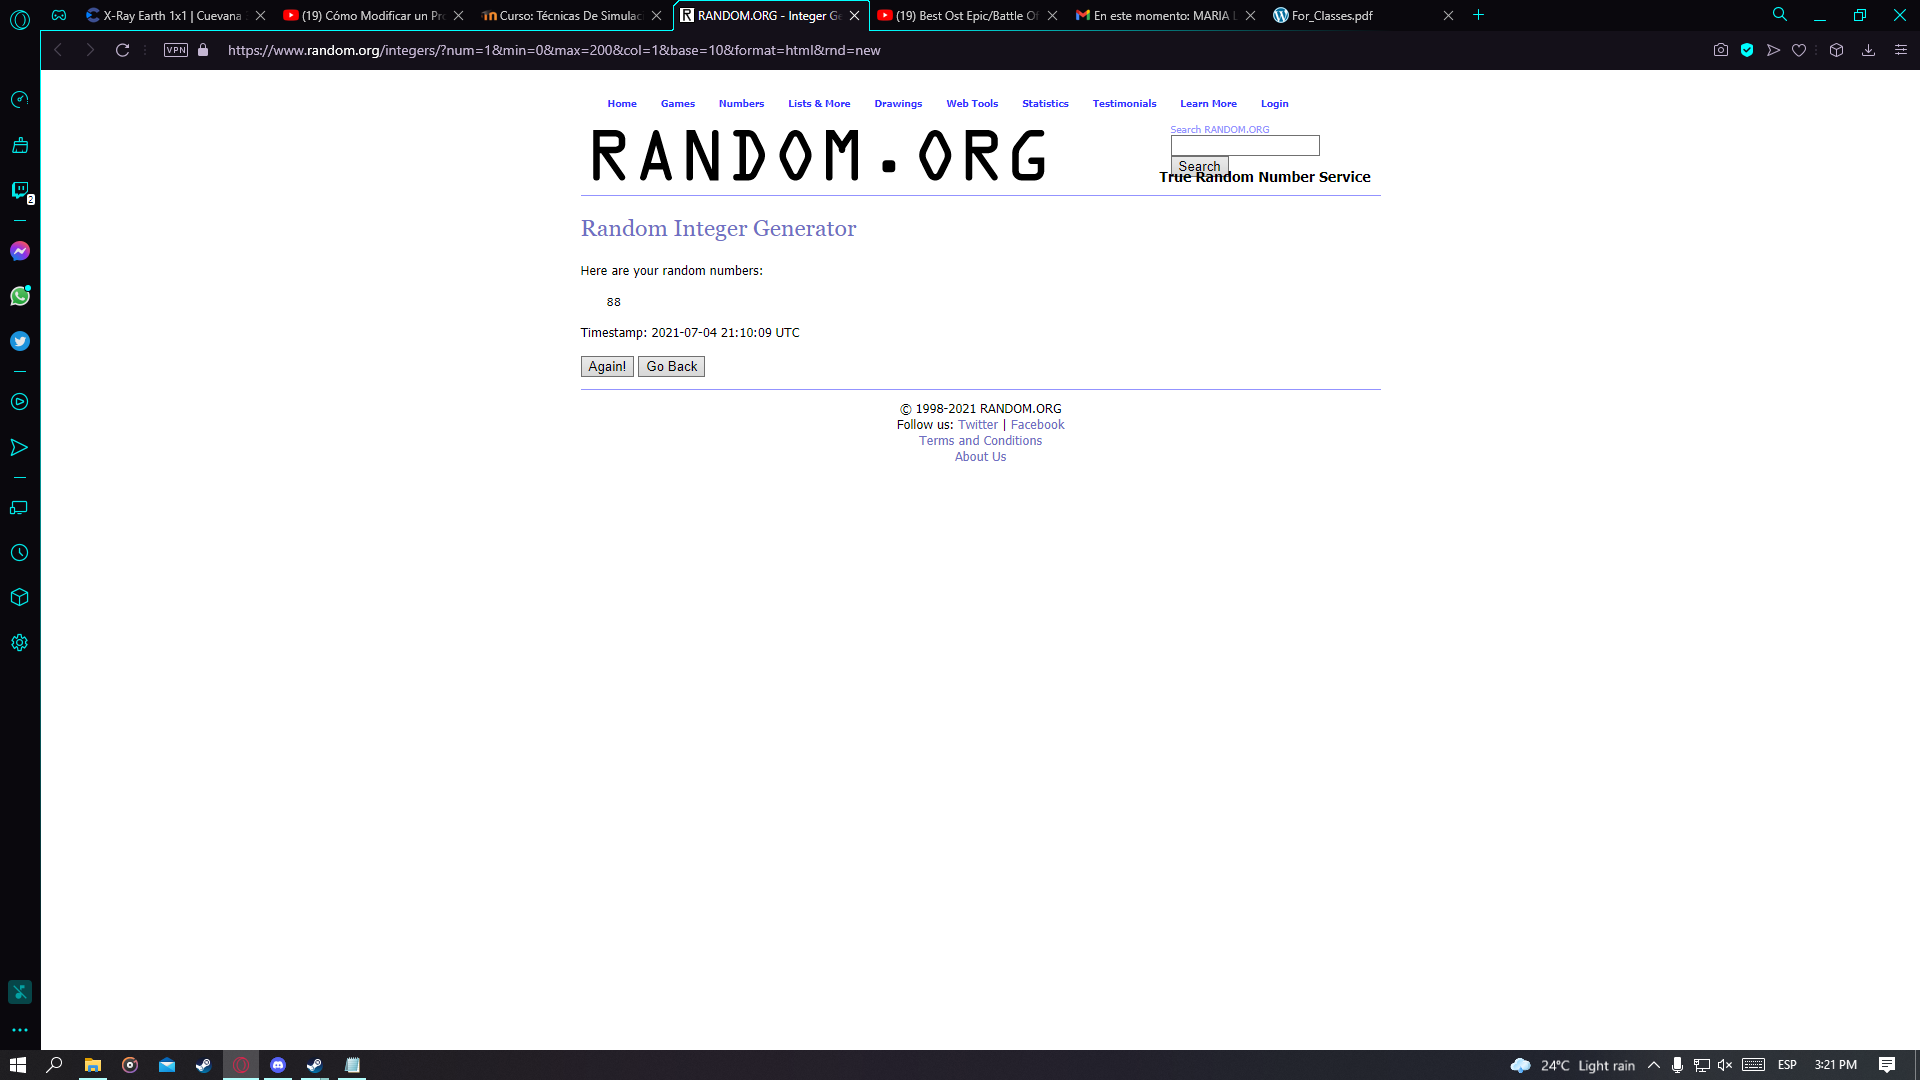 X-Ray Earth 1x1 | Cuevana
(19) Cómo Modificar un Pr
Curso: Técnicas De Simulac
RANDOM.ORG - Integer Ge
(19) Best Ost Epic/Battle Of
En este momento: MARIA L
For_Classes.pdf
VPN
https://www.random.org/integers/?num=1&min=0&max=200&col=1&base=10&format=html&rnd=new
2
Home Games Numbers Lists & More Drawings Web Tools Statistics Testimonials Learn More Login
RANDOM.ORG
Search RANDOM.ORG
Search
True Random Number Service
Random Integer Generator
Here are your random numbers:
88
Timestamp: 2021-07-04 21:10:09 UTC
Again! Go Back
© 1998-2021 RANDOM.ORG
Follow us: Twitter | Facebook
Terms and Conditions
About Us
24°C Light rain ESP 3:21 PM